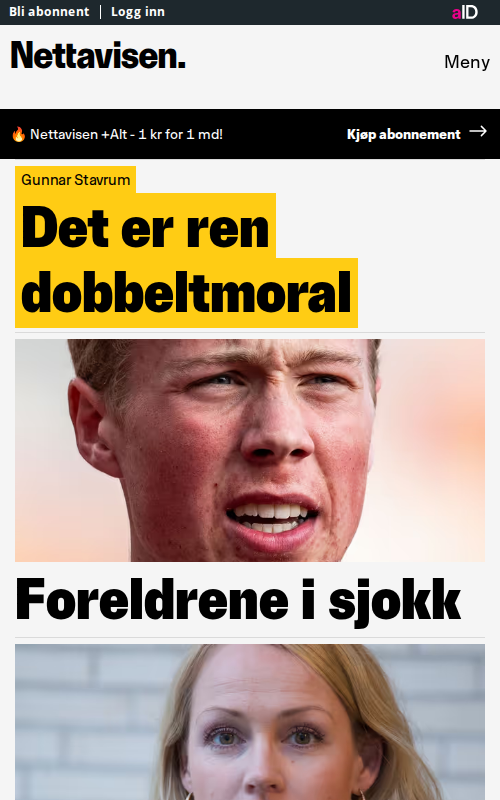 Bli abonnent | Logg inn
aID
Nettavisen.
Meny
🔥 Nettavisen +Alt - 1 kr for 1 md!
Kjøp abonnement →
Gunnar Stavrum
Det er ren
dobbeltmoral
Foreldrene i sjokk